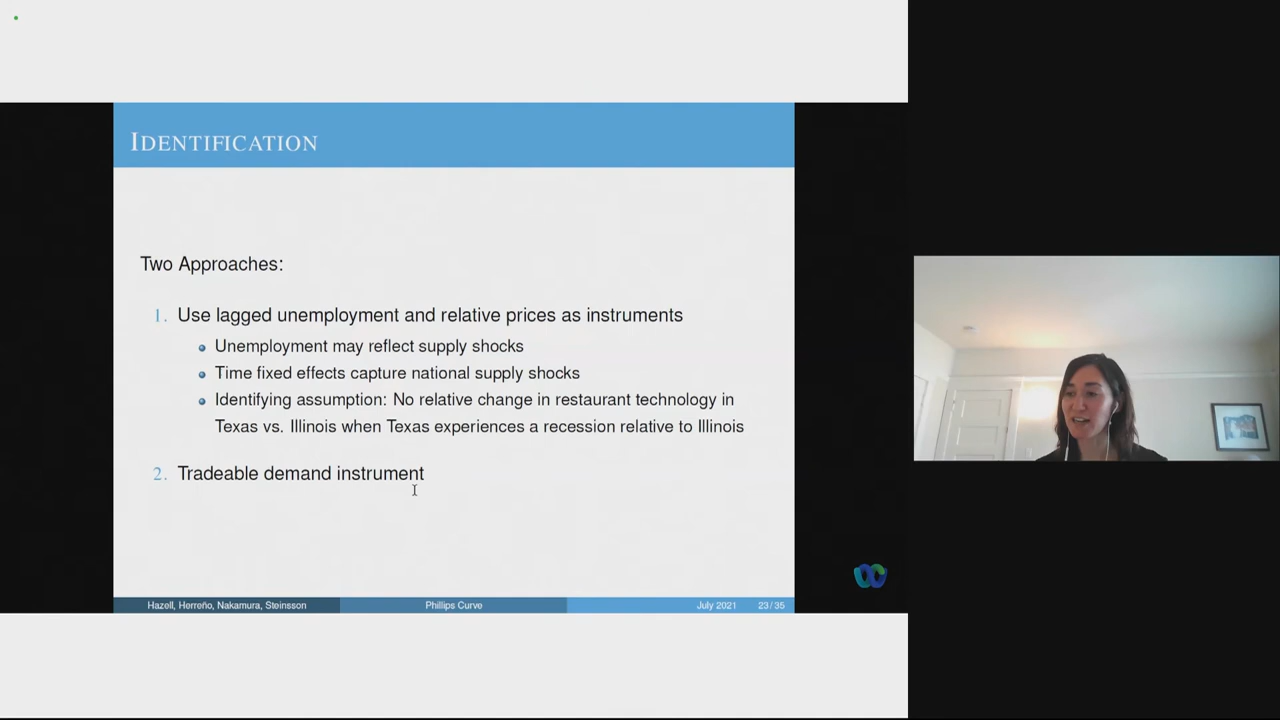 IDENTIFICATION
Two Approaches:
1. Use lagged unemployment and relative prices as instruments
Unemployment may reflect supply shocks
Time fixed effects capture national supply shocks
Identifying assumption: No relative change in restaurant technology in
Texas vs. Illinois when Texas experiences a recession relative to Illinois
2. Tradeable demand instrument
Hazell, Herreño, Nakamura, Steinsson Phillips Curve July 2021 23 / 35